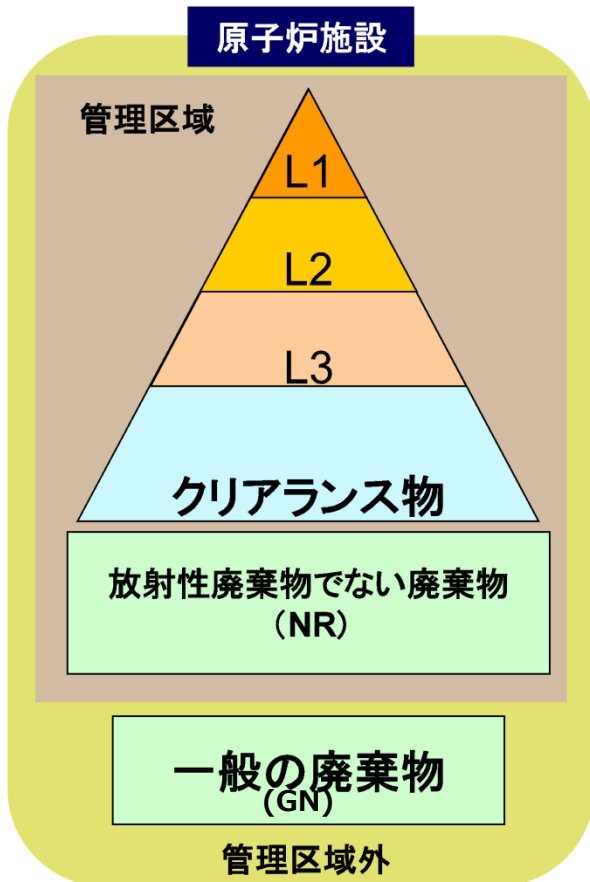 原子炉施設
管理区域
L1
L2
L3
クリアランス物
放射性廃棄物でない廃棄物
（NR）
一般の廃棄物
(GN)
管理区域外